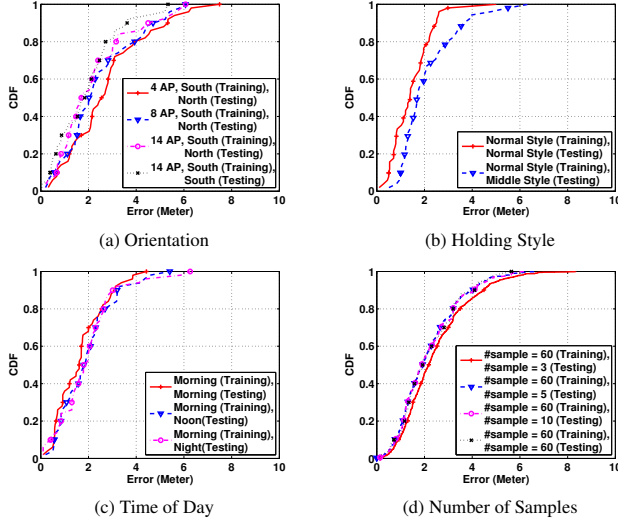 1
0.8
0.6
0.4
0.2
0
CDF
0 2 4 6 8 10
Error (Meter)
4 AP, South (Training),
North (Testing)
8 AP, South (Training),
North (Testing)
14 AP, South (Training),
North (Testing)
14 AP, South (Training),
South (Testing)
(a) Orientation
1
0.8
0.6
0.4
0.2
0
CDF
0 2 4 6 8 10
Error (Meter)
Normal Style (Training),
Normal Style (Testing)
Normal Style (Training),
Middle Style (Testing)
(b) Holding Style
1
0.8
0.6
0.4
0.2
0
CDF
0 2 4 6 8 10
Error (Meter)
Morning (Training),
Morning (Testing)
Morning (Training),
Noon(Testing)
Morning (Training),
Night(Testing)
(c) Time of Day
1
0.8
0.6
0.4
0.2
0
CDF
0 2 4 6 8 10
Error (Meter)
#sample = 60 (Training),
#sample = 3 (Testing)
#sample = 60 (Training),
#sample = 5 (Testing)
#sample = 60 (Training),
#sample = 10 (Testing)
#sample = 60 (Training),
#sample = 60 (Testing)
(d) Number of Samples